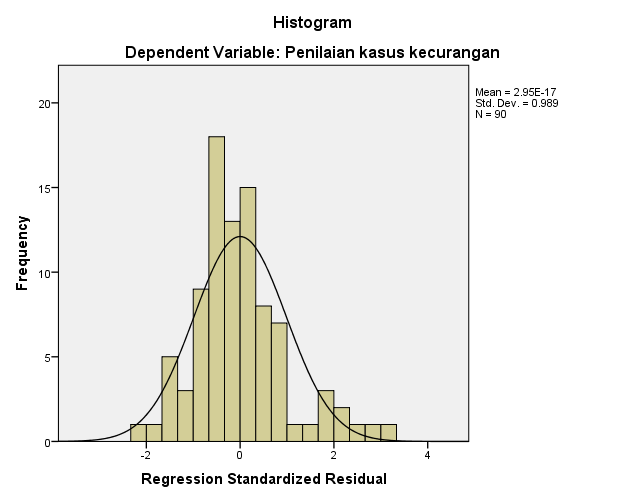 Histogram
Dependent Variable: Penilaian kasus kecurangan
Mean = 2.95E-17
Std. Dev. = 0.989
N = 90
Frequency
20
15
10
5
0
-2 0 2 4
Regression Standardized Residual